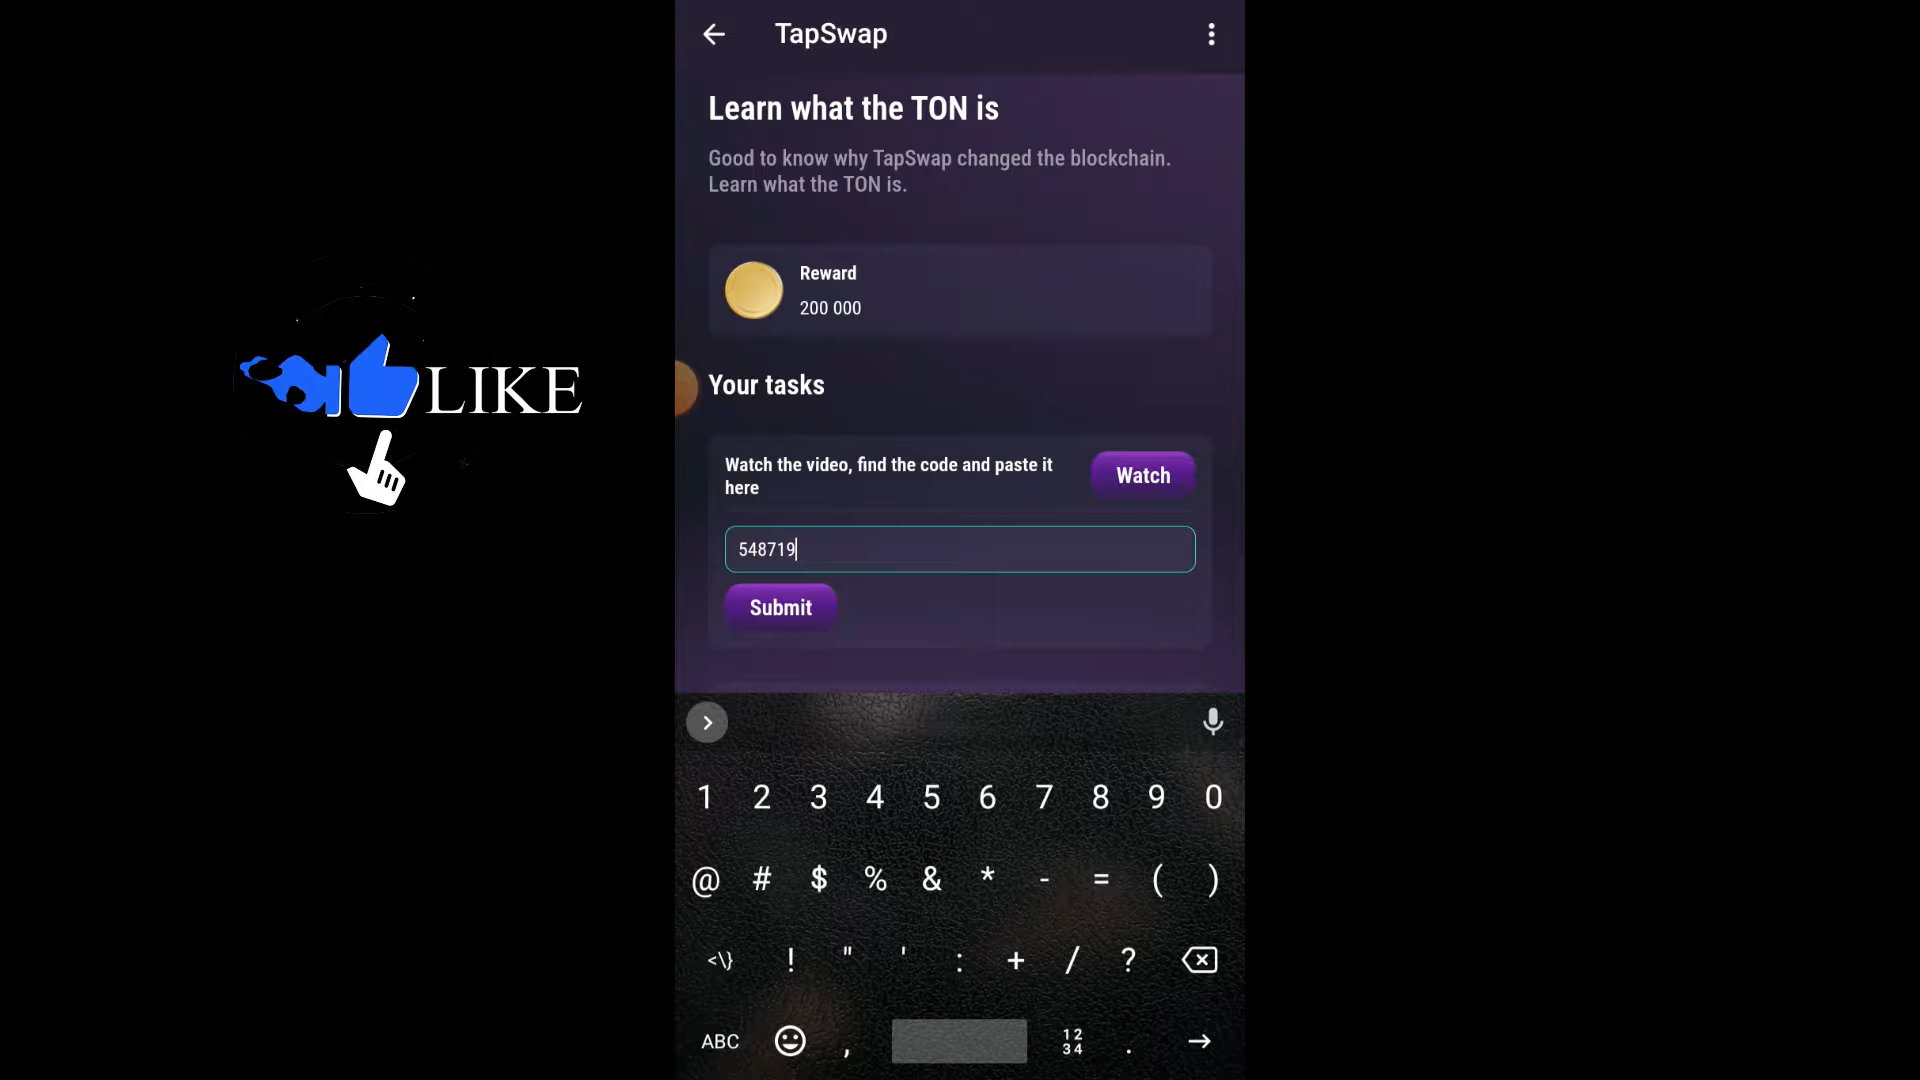 TapSwap
Learn what the TON is
Good to know why TapSwap changed the blockchain.
Learn what the TON is.
Reward
200 000
LIKE
Your tasks
Watch the video, find the code and paste it
here
Watch
548719
Submit
1 2 3 4 5 6 7 8 9 0
@ # $ % & * - = ( )
<\} ! " ' : + / ?
ABC , 12 .
34